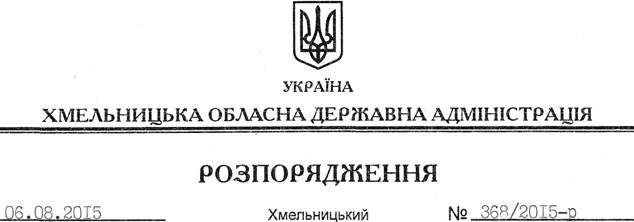 УКРАЇНА
ХМЕЛЬНИЦЬКА ОБЛАСНА ДЕРЖАВНА АДМІНІСТРАЦІЯ
РОЗПОРЯДЖЕННЯ
06.08.2015 Хмельницький № 368/2015-р